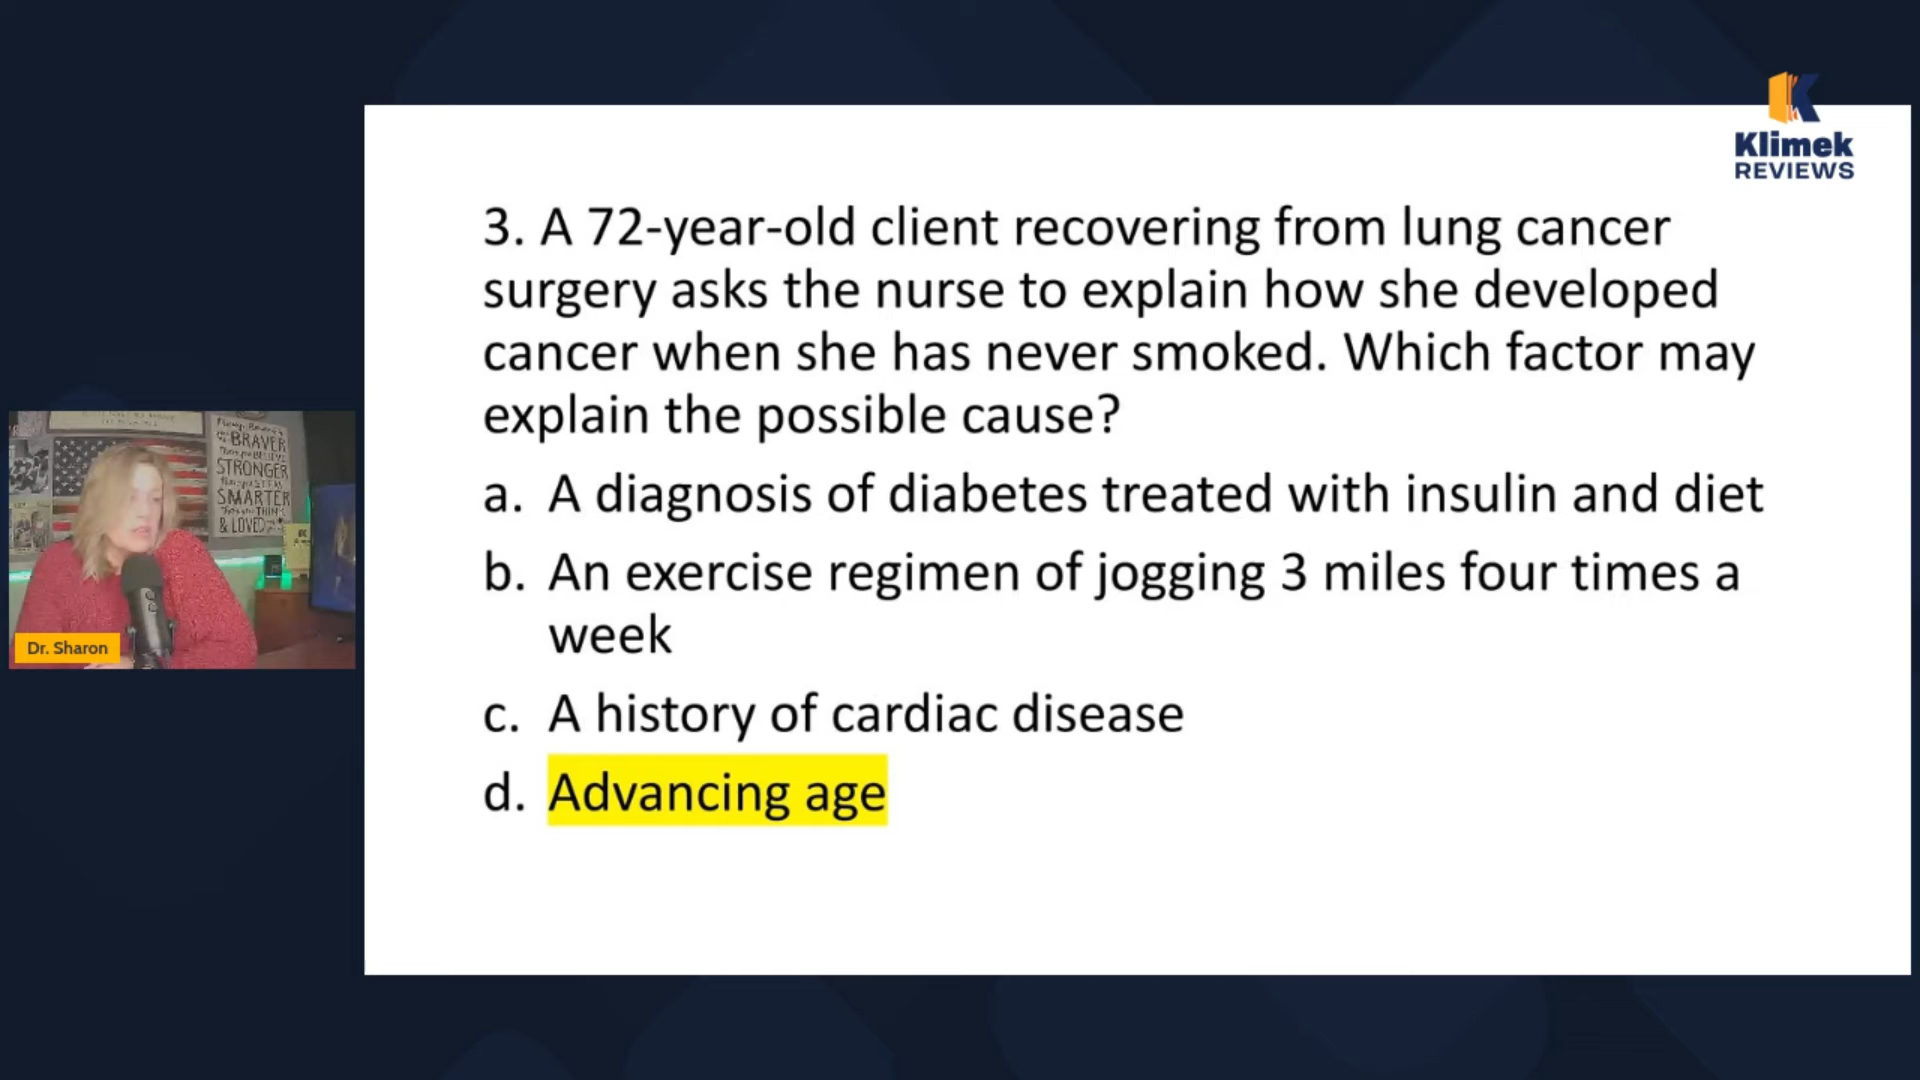 Klimek
REVIEWS
3. A 72-year-old client recovering from lung cancer
surgery asks the nurse to explain how she developed
cancer when she has never smoked. Which factor may
explain the possible cause?
a. A diagnosis of diabetes treated with insulin and diet
b. An exercise regimen of jogging 3 miles four times a
week
c. A history of cardiac disease
d. Advancing age
BRAVER
STRONGER
SMARTER
& LOVED
Dr. Sharon